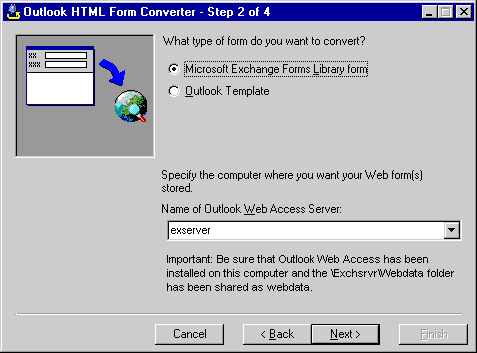 Outlook HTML Form Converter - Step 2 of 4
What type of form do you want to convert?
xx
xxx
Microsoft Exchange Forms Library form
Outlook Template
Specify the computer where you want your Web form(s)
stored.
Name of Outlook Web Access Server:
exserver
Important: Be sure that Outlook Web Access has been
installed on this computer and the \Exchsrvr\Webdata folder
has been shared as webdata.
Cancel
< Back
Next >
Finish